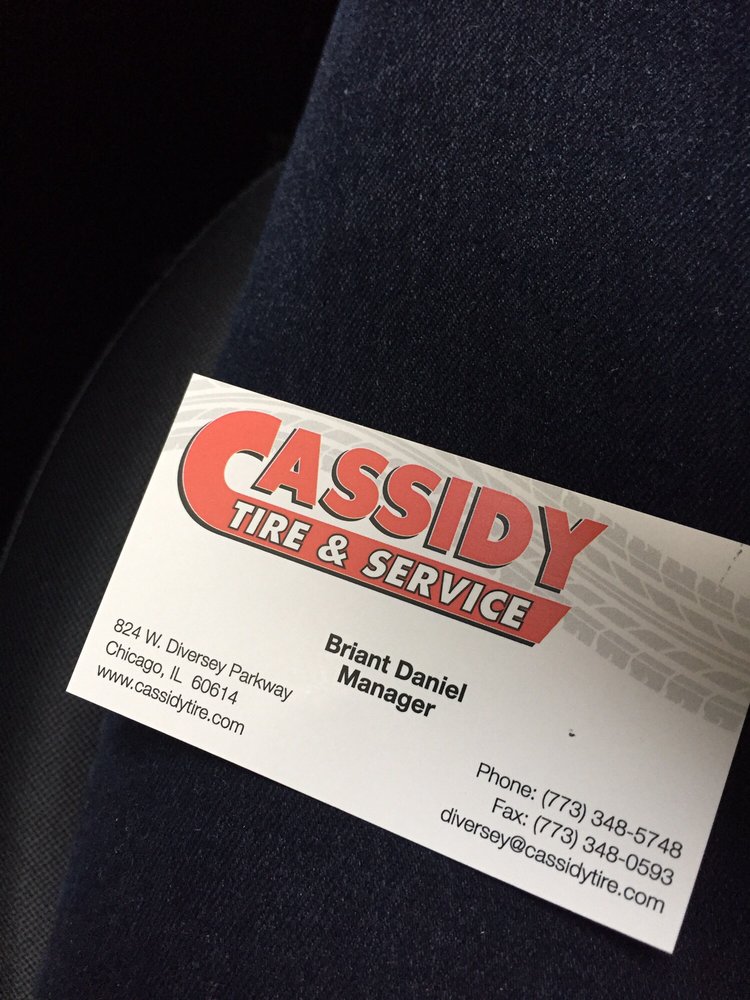 CASSIDY
TIRE & SERVICE
824 W. Diversey Parkway
Chicago, IL 60614
www.cassidytire.com
Briant Daniel
Manager
Phone: (773) 348-5748
Fax: (773) 348-0593
diversey@cassidytire.com